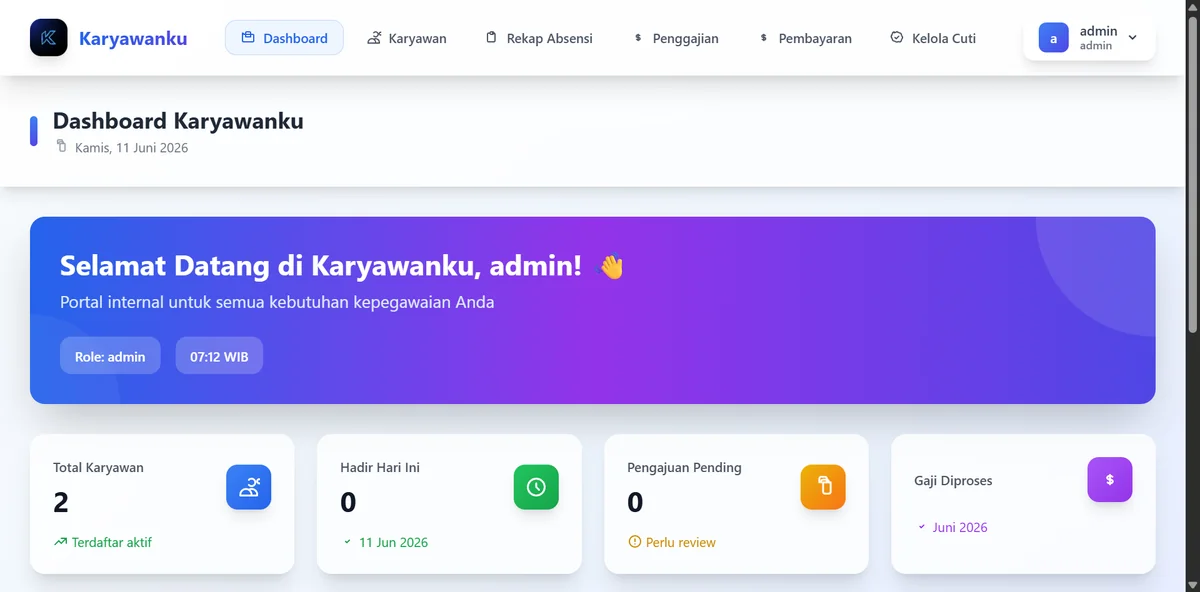 Karyawanku
Dashboard
Karyawan
Rekap Absensi
$ Penggajian
$ Pembayaran
Kelola Cuti
a
admin
admin
Dashboard Karyawanku
Kamis, 11 Juni 2026
Selamat Datang di Karyawanku, admin! 👋
Portal internal untuk semua kebutuhan kepegawaian Anda
Role: admin
07:12 WIB
Total Karyawan
2
Terdaftar aktif
Hadir Hari Ini
0
11 Jun 2026
Pengajuan Pending
0
Perlu review
Gaji Diproses
$
Juni 2026